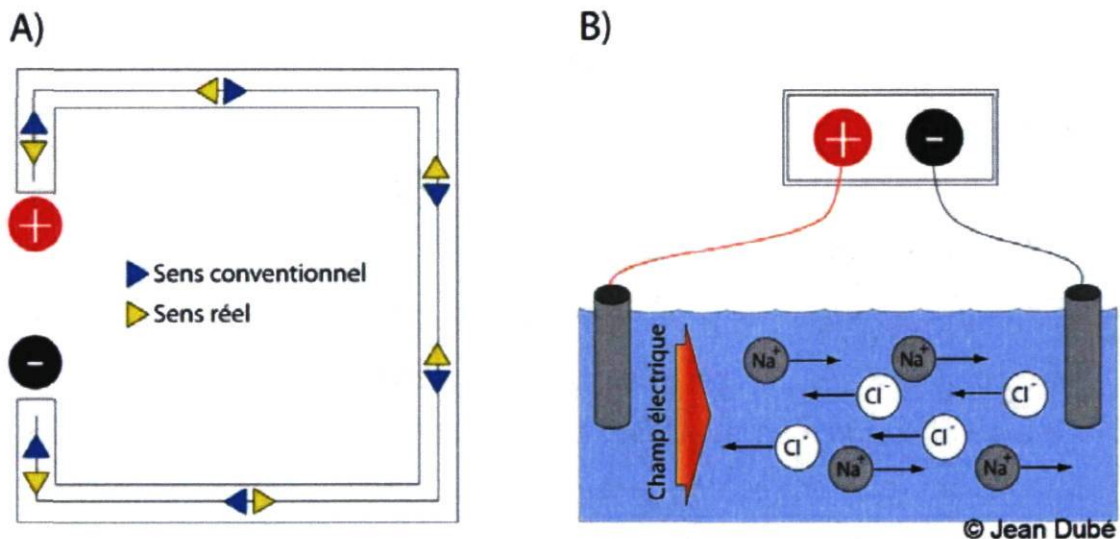 A)
B)
+
-
Sens conventionnel
Sens réel
+
-
Champ électrique
Na+
Na+
Cl-
Cl-
Cl-
Cl-
Na+
Na+
© Jean Dubé